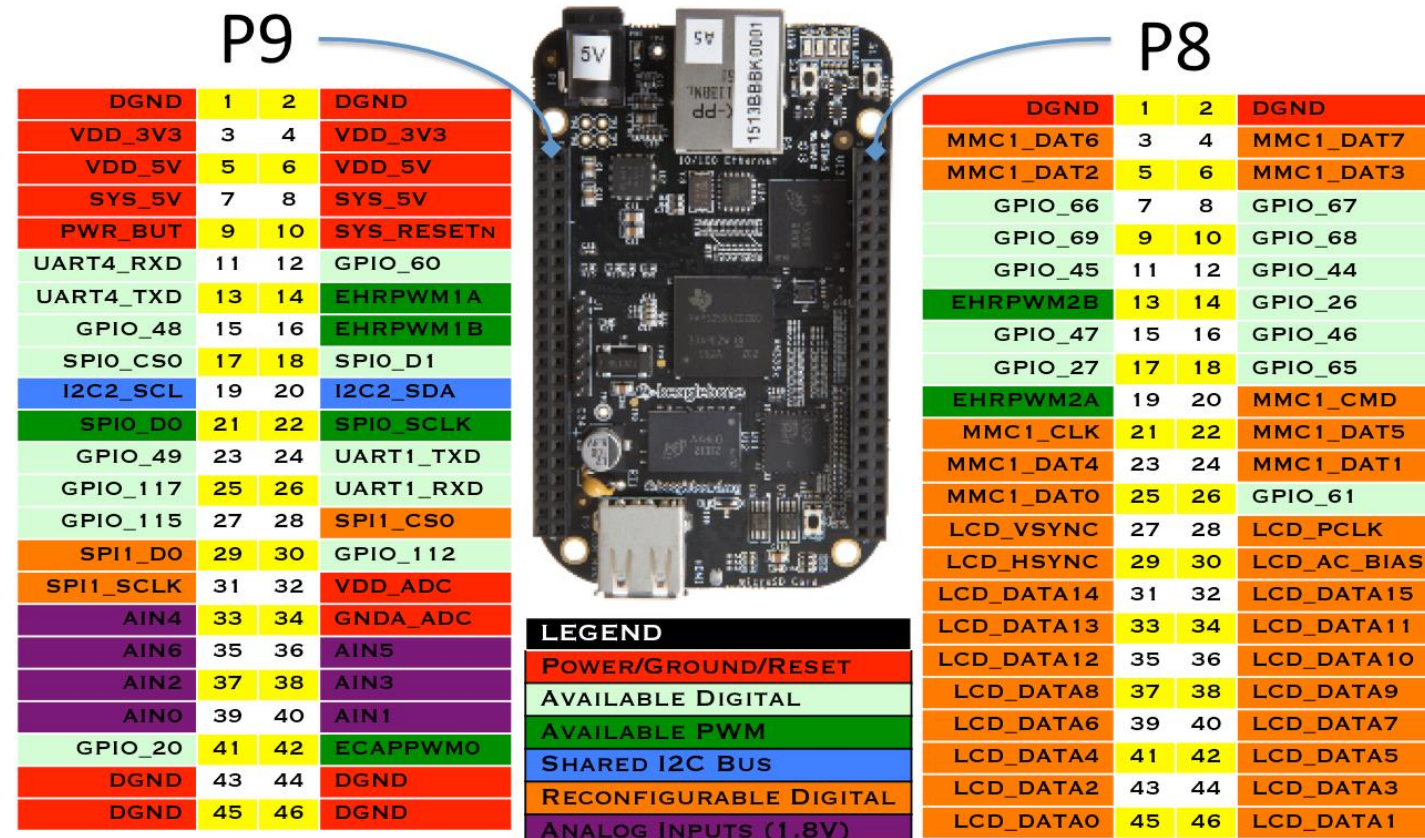 P9
DGND 1 2 DGND
VDD_3V3 3 4 VDD_3V3
VDD_5V 5 6 VDD_5V
SYS_5V 7 8 SYS_5V
PWR_BUT 9 10 SYS_RESETN
UART4_RXD 11 12 GPIO_60
UART4_TXD 13 14 EHRPWM1A
GPIO_48 15 16 EHRPWM1B
SPI0_CS0 17 18 SPI0_D1
I2C2_SCL 19 20 I2C2_SDA
SPI0_D0 21 22 SPI0_SCLK
GPIO_49 23 24 UART1_TXD
GPIO_117 25 26 UART1_RXD
GPIO_115 27 28 SPI1_CS0
SPI1_D0 29 30 GPIO_112
SPI1_SCLK 31 32 VDD_ADC
AIN4 33 34 GNDA_ADC
AIN6 35 36 AIN5
AIN2 37 38 AIN3
AIN0 39 40 AIN1
GPIO_20 41 42 ECAPPWM0
DGND 43 44 DGND
DGND 45 46 DGND
5V
A5
1513BBBK0001
10/100 Ethernet
beaglebone
microSD Card
LEGEND
POWER/GROUND/RESET
AVAILABLE DIGITAL
AVAILABLE PWM
SHARED I2C BUS
RECONFIGURABLE DIGITAL
ANALOG INPUTS (1.8V)
P8
DGND 1 2 DGND
MMC1_DAT6 3 4 MMC1_DAT7
MMC1_DAT2 5 6 MMC1_DAT3
GPIO_66 7 8 GPIO_67
GPIO_69 9 10 GPIO_68
GPIO_45 11 12 GPIO_44
EHRPWM2B 13 14 GPIO_26
GPIO_47 15 16 GPIO_46
GPIO_27 17 18 GPIO_65
EHRPWM2A 19 20 MMC1_CMD
MMC1_CLK 21 22 MMC1_DAT5
MMC1_DAT4 23 24 MMC1_DAT1
MMC1_DAT0 25 26 GPIO_61
LCD_VSYNC 27 28 LCD_PCLK
LCD_HSYNC 29 30 LCD_AC_BIAS
LCD_DATA14 31 32 LCD_DATA15
LCD_DATA13 33 34 LCD_DATA11
LCD_DATA12 35 36 LCD_DATA10
LCD_DATA8 37 38 LCD_DATA9
LCD_DATA6 39 40 LCD_DATA7
LCD_DATA4 41 42 LCD_DATA5
LCD_DATA2 43 44 LCD_DATA3
LCD_DATA0 45 46 LCD_DATA1